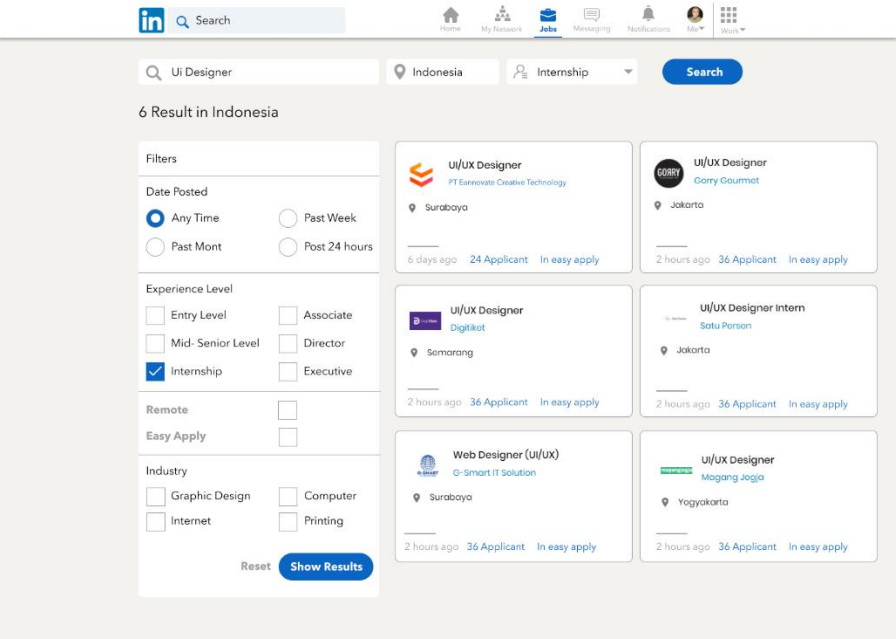 in Search Home My Network Jobs Messaging Notifications Me Work
Ui Designer Indonesia Internship Search
6 Result in Indonesia
Filters
Date Posted
Any Time Past Week
Past Mont Post 24 hours
Experience Level
Entry Level Associate
Mid- Senior Level Director
Internship Executive
Remote
Easy Apply
Industry
Graphic Design Computer
Internet Printing
Reset Show Results
UI/UX Designer
PT Eannovate Creative Technology
Surabaya
6 days ago 24 Applicant In easy apply
GORRY
UI/UX Designer
Gorry Gourmet
Jakarta
2 hours ago 36 Applicant In easy apply
UI/UX Designer
Digitiket
Semarang
2 hours ago 36 Applicant In easy apply
UI/UX Designer Intern
Satu Person
Jakarta
2 hours ago 36 Applicant In easy apply
G-SMART
Web Designer (UI/UX)
G-Smart IT Solution
Surabaya
2 hours ago 36 Applicant In easy apply
UI/UX Designer
Magang Jogja
Yogyakarta
2 hours ago 36 Applicant In easy apply